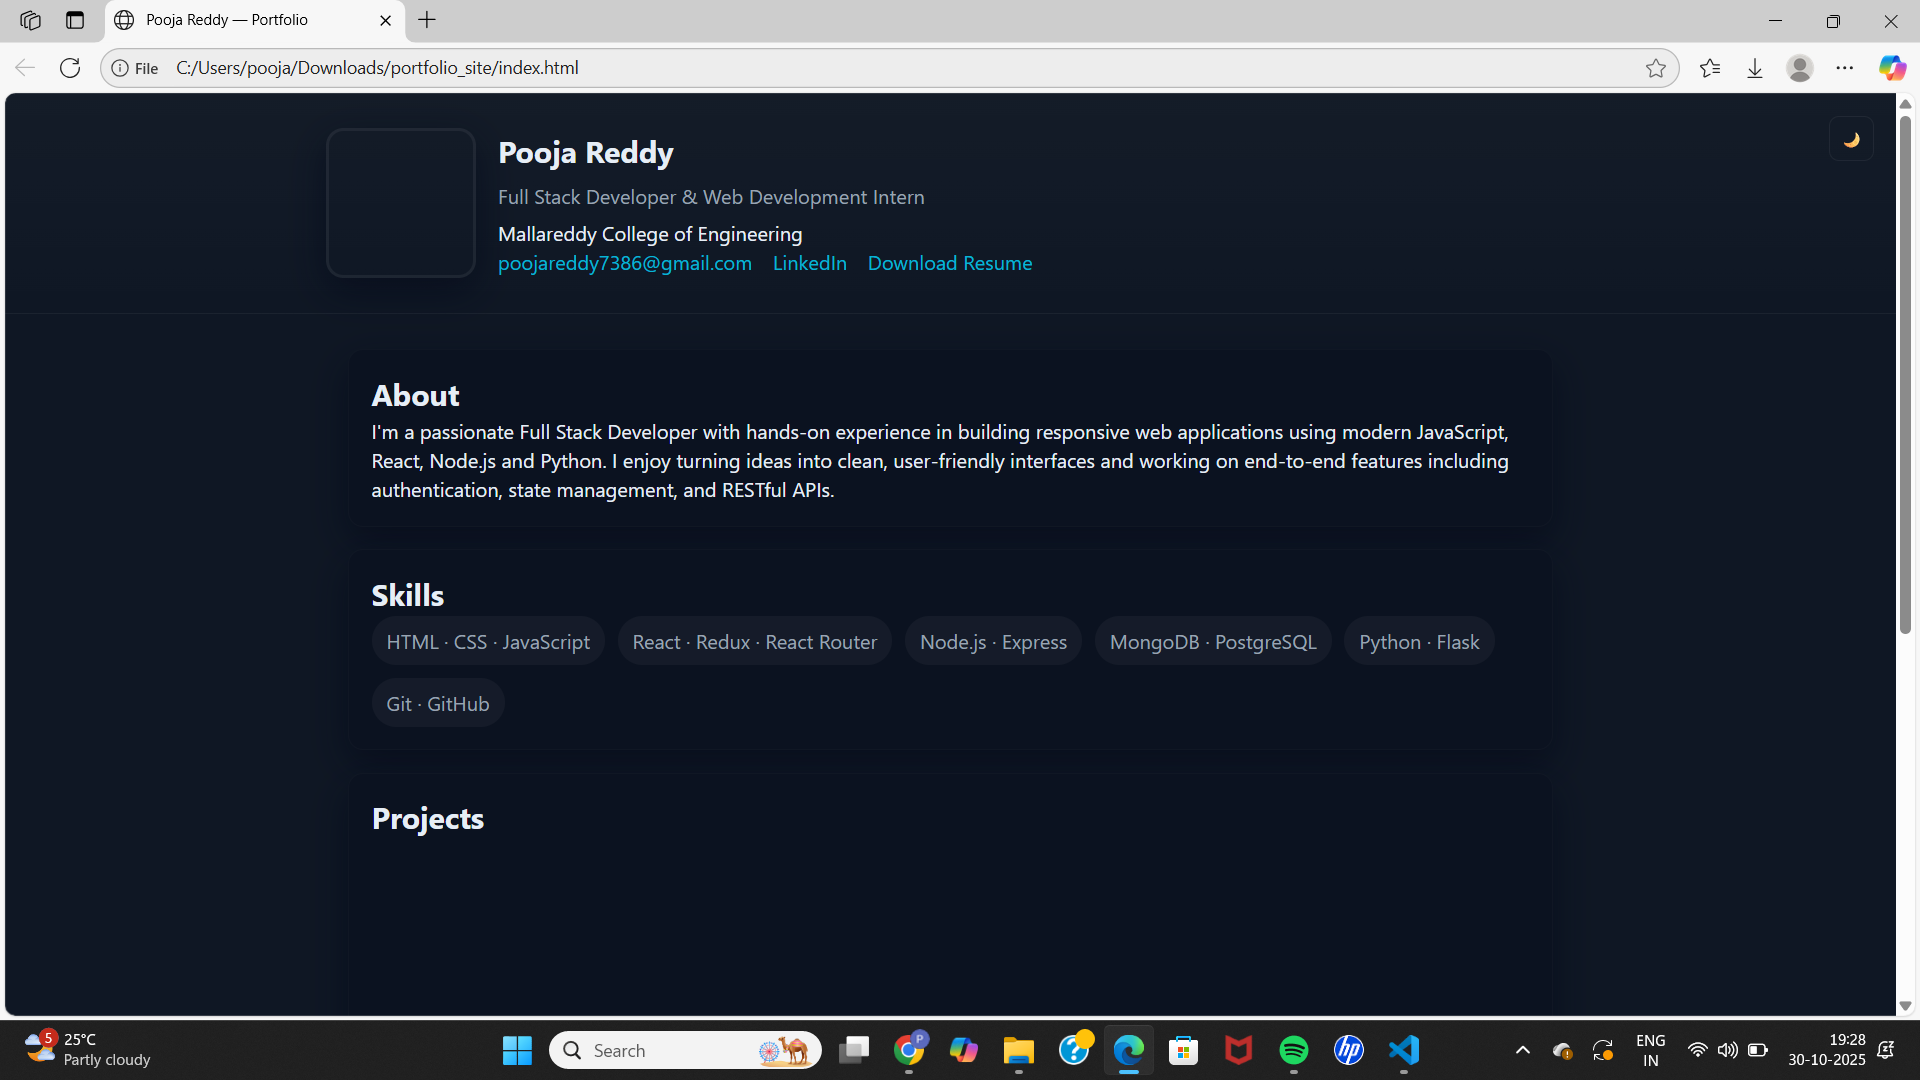 Pooja Reddy — Portfolio
File C:/Users/pooja/Downloads/portfolio_site/index.html
Pooja Reddy
Full Stack Developer & Web Development Intern
Mallareddy College of Engineering
poojareddy7386@gmail.com LinkedIn Download Resume
About
I'm a passionate Full Stack Developer with hands-on experience in building responsive web applications using modern JavaScript,
React, Node.js and Python. I enjoy turning ideas into clean, user-friendly interfaces and working on end-to-end features including
authentication, state management, and RESTful APIs.
Skills
HTML · CSS · JavaScript React · Redux · React Router Node.js · Express MongoDB · PostgreSQL Python · Flask
Git · GitHub
Projects
5 25°C
Partly cloudy
Search
P
hp
ENG
IN
19:28
30-10-2025